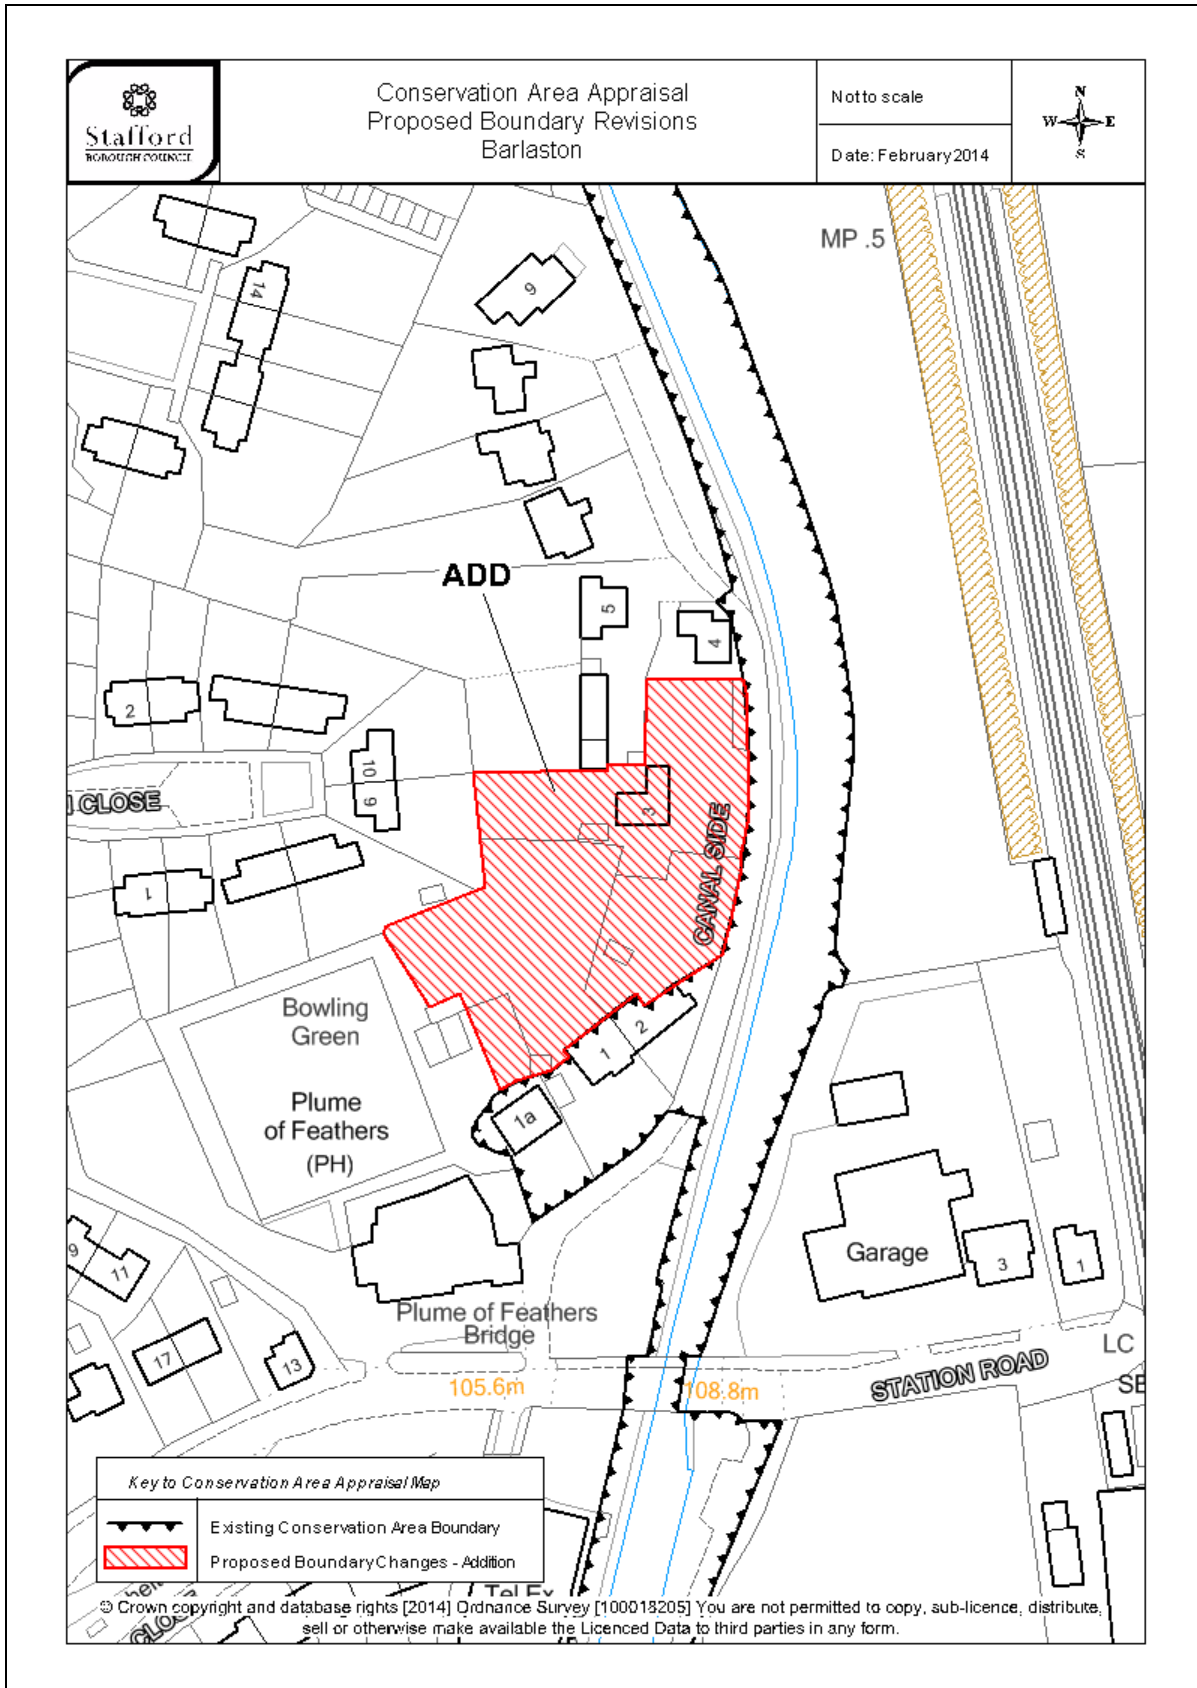 Stafford
BOROUGH COUNCIL
Conservation Area Appraisal
Proposed Boundary Revisions
Barlaston
Not to scale
Date: February 2014
N
W E
S
MP .5
14
9
ADD
5
4
2
10
9
3
N CLOSE
CANAL SIDE
1
Bowling
Green
2
1
1a
Plume
of Feathers
(PH)
9
11
Garage
3
1
17
13
Plume of Feathers
Bridge
105.6m
108.8m
STATION ROAD
LC
SB
Key to Conservation Area Appraisal Map
Existing Conservation Area Boundary
Proposed Boundary Changes - Addition
Tel Ex
CLOSE
© Crown copyright and database rights [2014] Ordnance Survey [100018205] You are not permitted to copy, sub-licence, distribute,
sell or otherwise make available the Licenced Data to third parties in any form.